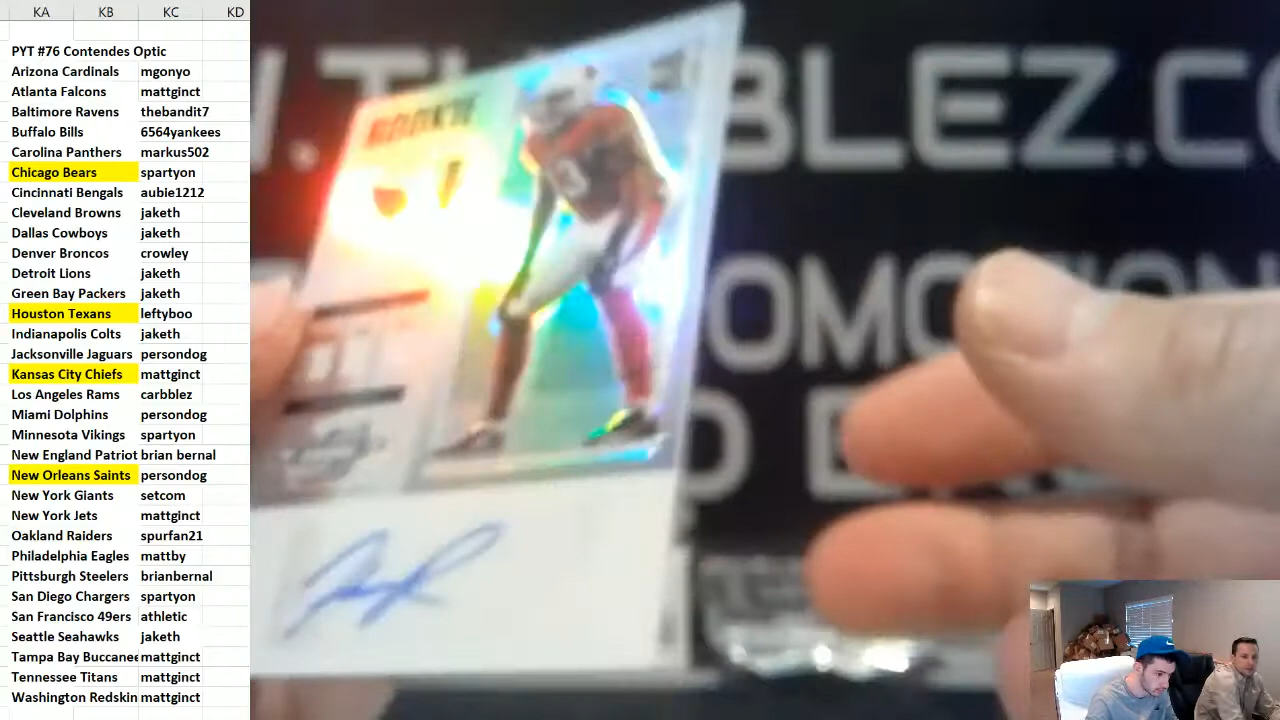 KA KB KC KD
PYT #76 Contendes Optic
Arizona Cardinals mgonyo
Atlanta Falcons mattginct
Baltimore Ravens thebandit7
Buffalo Bills 6564yankees
Carolina Panthers markus502
Chicago Bears spartyon
Cincinnati Bengals aubie1212
Cleveland Browns jaketh
Dallas Cowboys jaketh
Denver Broncos crowley
Detroit Lions jaketh
Green Bay Packers jaketh
Houston Texans leftyboo
Indianapolis Colts jaketh
Jacksonville Jaguars persondog
Kansas City Chiefs mattginct
Los Angeles Rams carbblez
Miami Dolphins persondog
Minnesota Vikings spartyon
New England Patriot brian bernal
New Orleans Saints persondog
New York Giants setcom
New York Jets mattginct
Oakland Raiders spurfan21
Philadelphia Eagles mattby
Pittsburgh Steelers brianbernal
San Diego Chargers spartyon
San Francisco 49ers athletic
Seattle Seahawks jaketh
Tampa Bay Buccanee mattginct
Tennessee Titans mattginct
Washington Redskin mattginct
ROOKIE